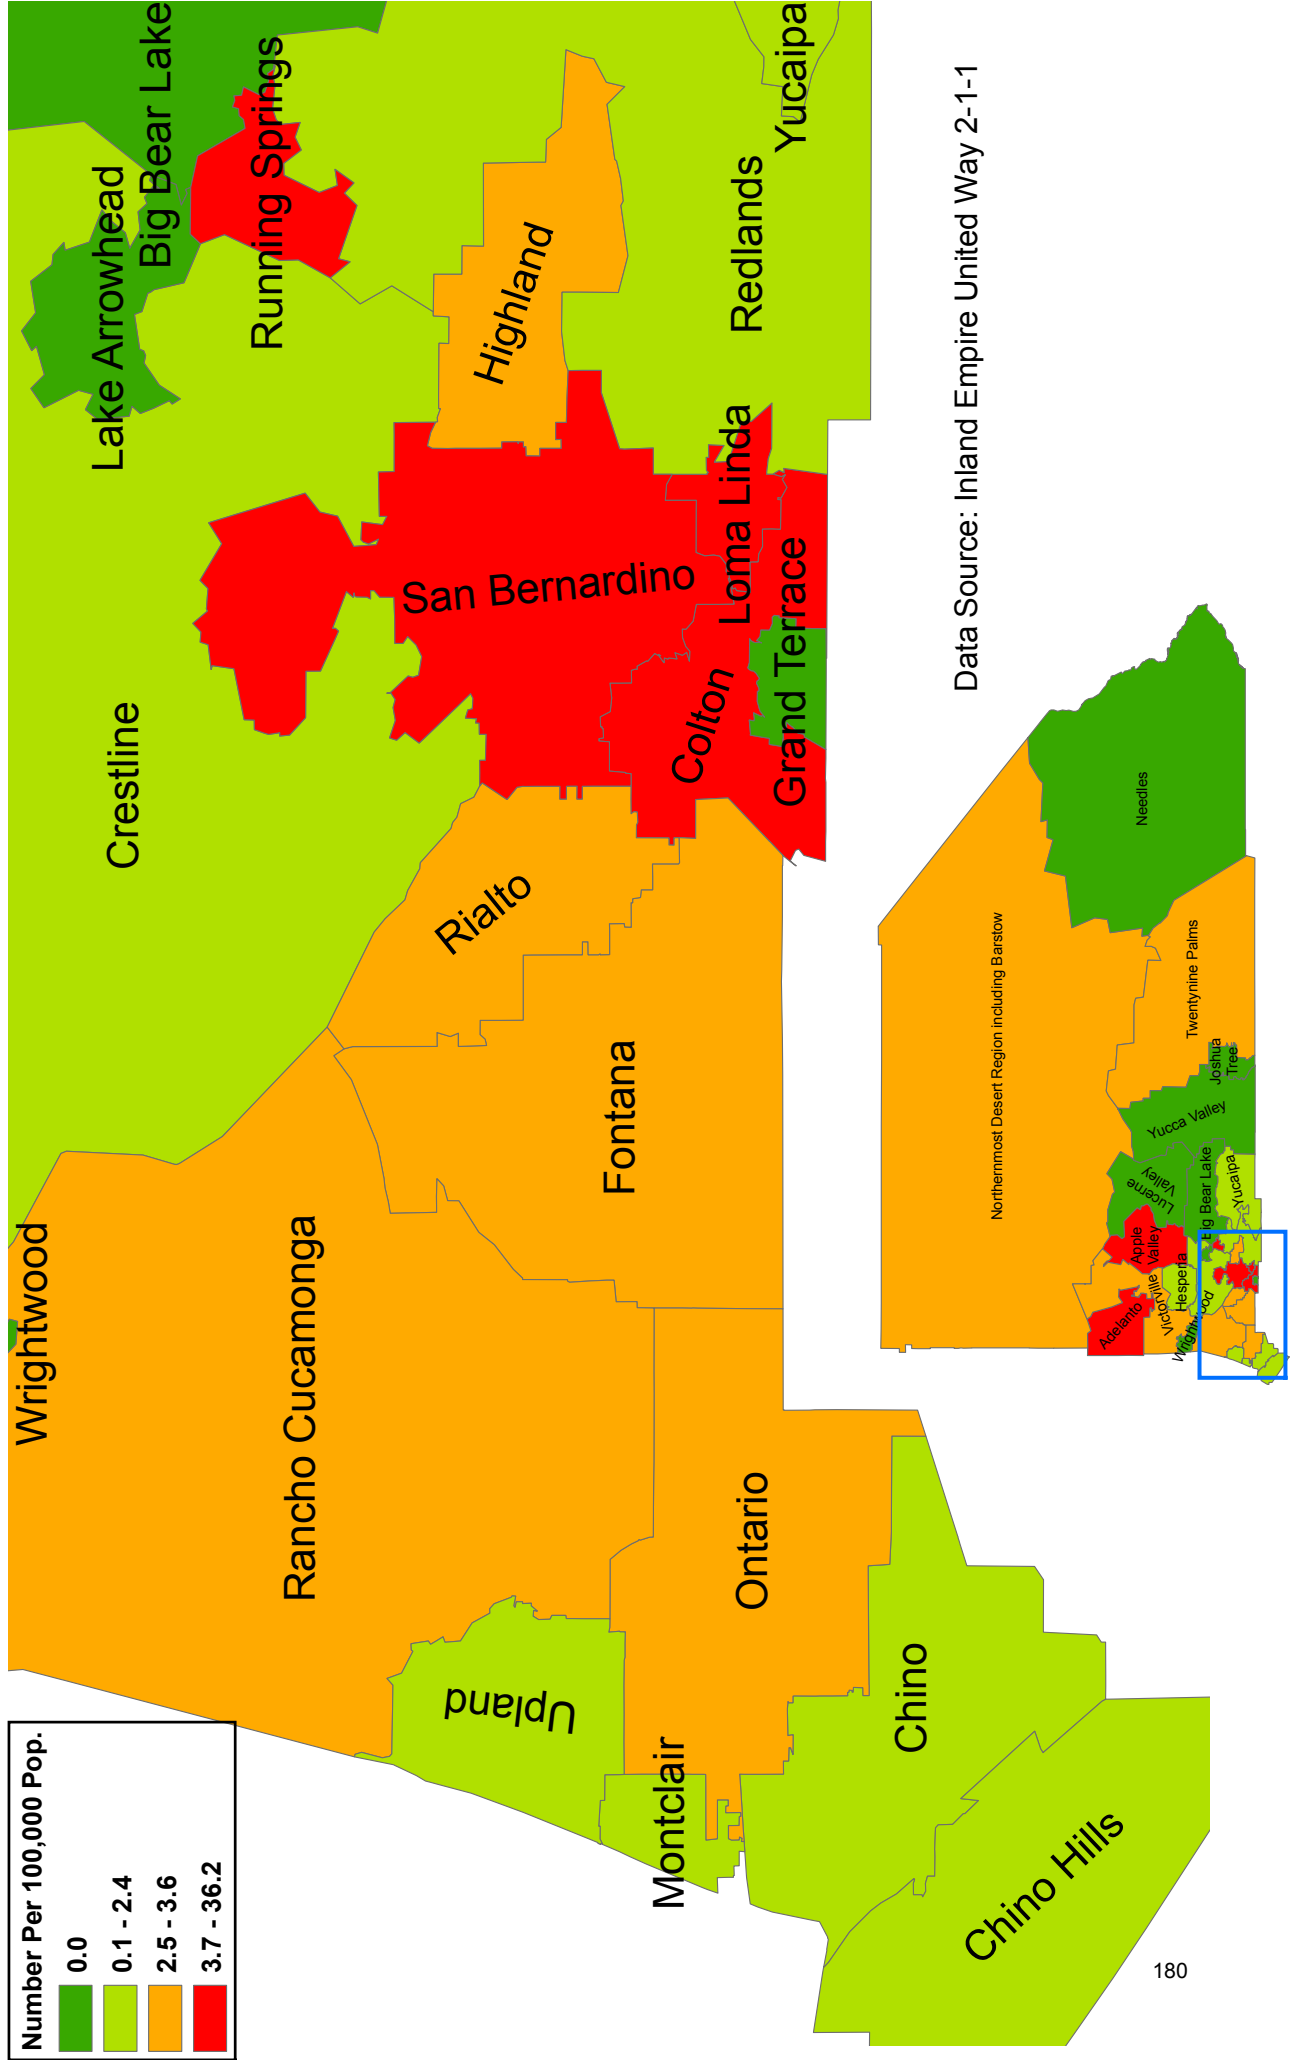 Number Per 100,000 Pop.
0.0
0.1 - 2.4
2.5 - 3.6
3.7 - 36.2
Wrightwood
Crestline
Lake Arrowhead
Big Bear Lake
Running Springs
Rancho Cucamonga
Upland
Rialto
San Bernardino
Highland
Fontana
Montclair
Ontario
Colton
Loma Linda
Redlands
Grand Terrace
Yucaipa
Chino
Chino Hills
Data Source: Inland Empire United Way 2-1-1
Northernmost Desert Region including Barstow
Needles
Adelanto
Apple
Valley
Lucerne
Valley
Victorville
Hesperia
Wrightwood
Big Bear Lake
Yucca Valley
Joshua
Tree
Twentynine Palms
Yucaipa
180